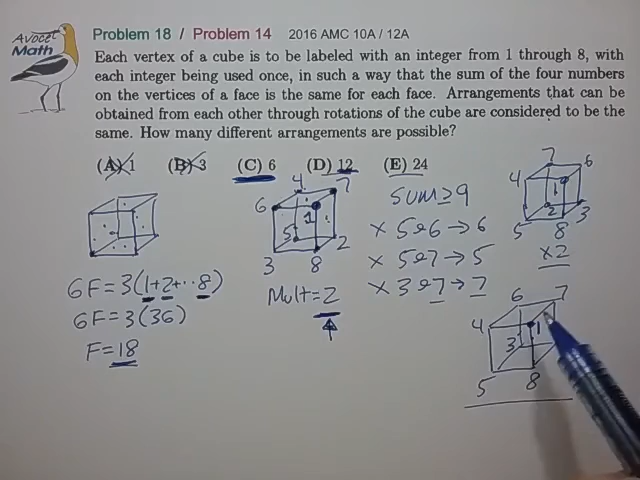 Avocet
Math
Problem 18 / Problem 14 2016 AMC 10A / 12A
Each vertex of a cube is to be labeled with an integer from 1 through 8, with
each integer being used once, in such a way that the sum of the four numbers
on the vertices of a face is the same for each face. Arrangements that can be
obtained from each other through rotations of the cube are considered to be the
same. How many different arrangements are possible?
(A) 1 (B) 3 (C) 6 (D) 12 (E) 24
6F=3(1+2+··8)
6F=3(36)
F=18
4 7
6 1
5 2
3 8
Mult=2
SUM≥9
× 5&6→6
× 5&7→5
× 3&7→7
7 6
4 1
2 3
5 8
×2
6 7
4 1
3
5 8